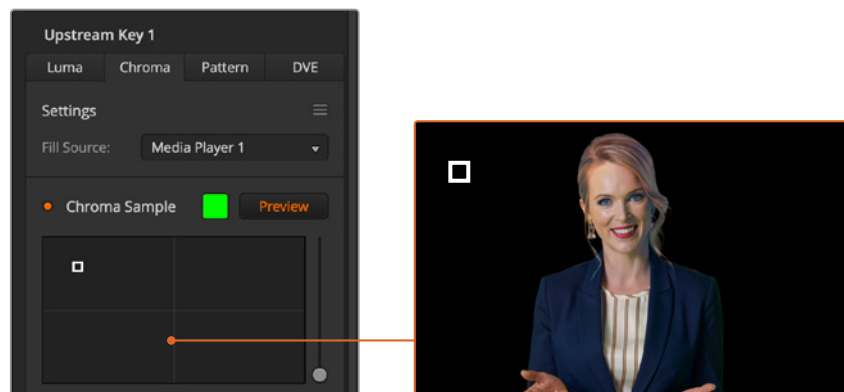 Upstream Key 1
Luma Chroma Pattern DVE
Settings
Fill Source: Media Player 1
Chroma Sample Preview